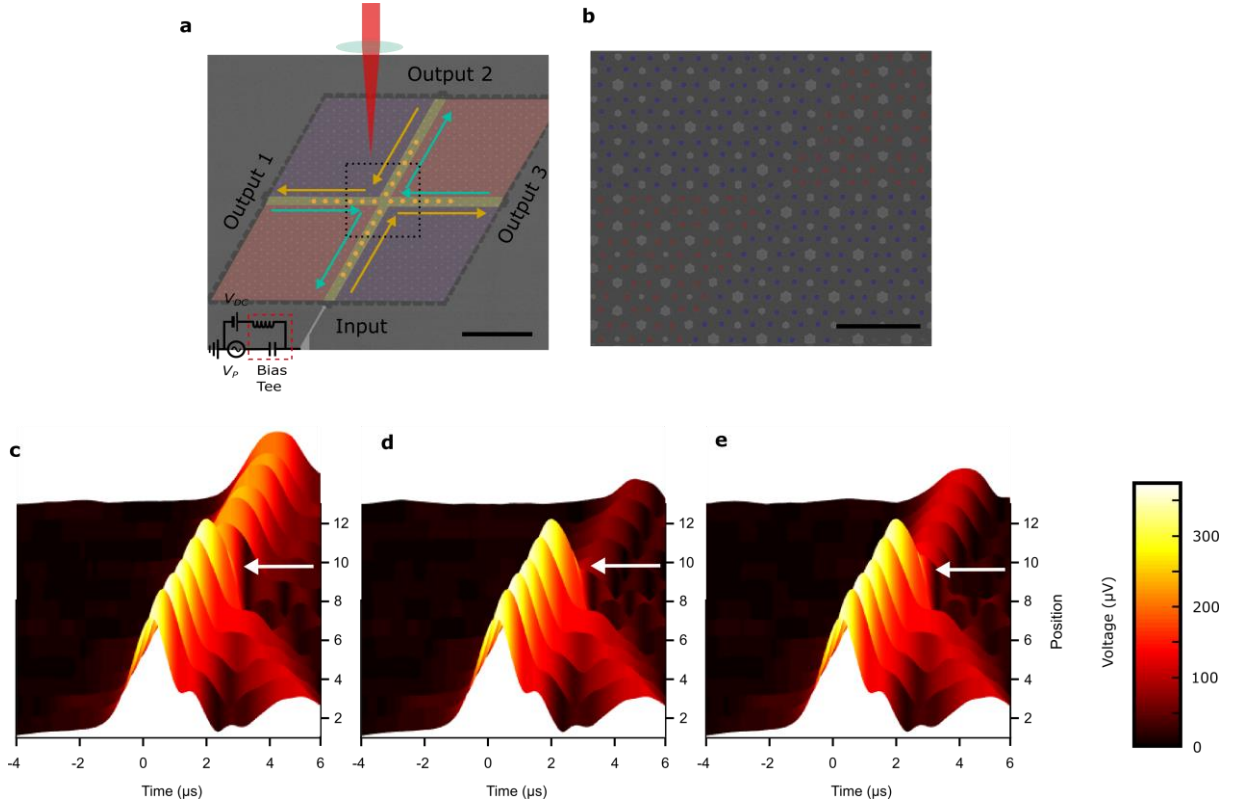 a
b
Output 2
Output 1
Output 3
Input
V_DC
V_P
Bias
Tee
c
d
e
12
10
8
6
4
2
-4
-2
0
2
4
6
Time (µs)
12
10
8
6
4
2
-4
-2
0
2
4
6
Time (µs)
12
10
8
6
4
2
-4
-2
0
2
4
6
Time (µs)
Position
Voltage (µV)
300
200
100
0